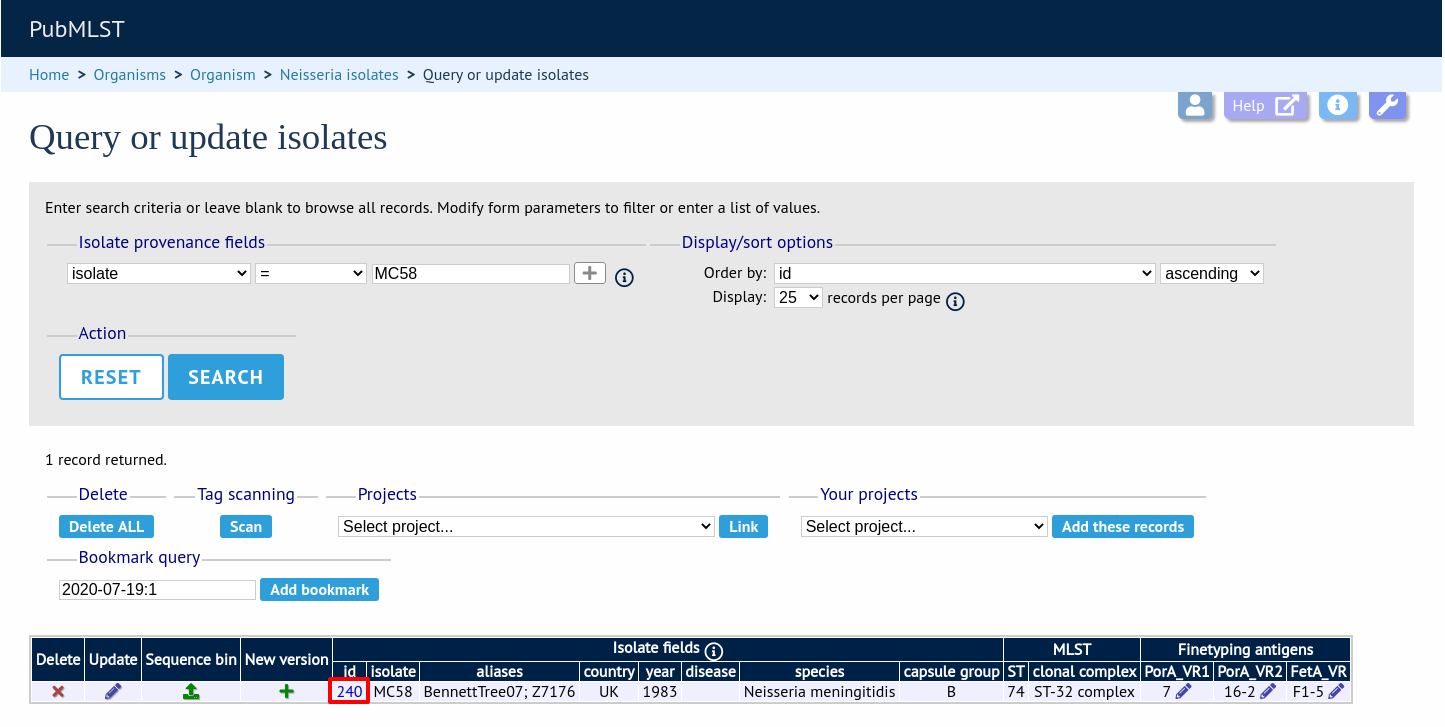 PubMLST
Home > Organisms > Organism > Neisseria isolates > Query or update isolates
Help
Query or update isolates
Enter search criteria or leave blank to browse all records. Modify form parameters to filter or enter a list of values.
Isolate provenance fields Display/sort options
isolate = MC58 Order by: id ascending
Display: 25 records per page
Action
RESET SEARCH
1 record returned.
Delete Tag scanning Projects Your projects
Delete ALL Scan Select project... Link Select project... Add these records
Bookmark query
2020-07-19:1 Add bookmark
Isolate fields MLST Finetyping antigens
Delete Update Sequence bin New version id isolate aliases country year disease species capsule group ST clonal complex PorA_VR1 PorA_VR2 FetA_VR
240 MC58 BennettTree07; Z7176 UK 1983 Neisseria meningitidis B 74 ST-32 complex 7 16-2 F1-5